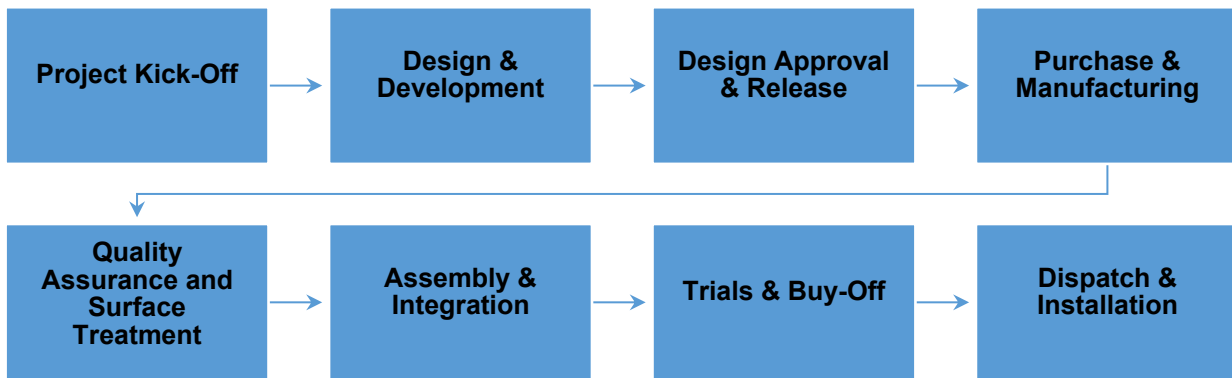 Project Kick-Off
Design &
Development
Design Approval
& Release
Purchase &
Manufacturing
Quality
Assurance and
Surface
Treatment
Assembly &
Integration
Trials & Buy-Off
Dispatch &
Installation